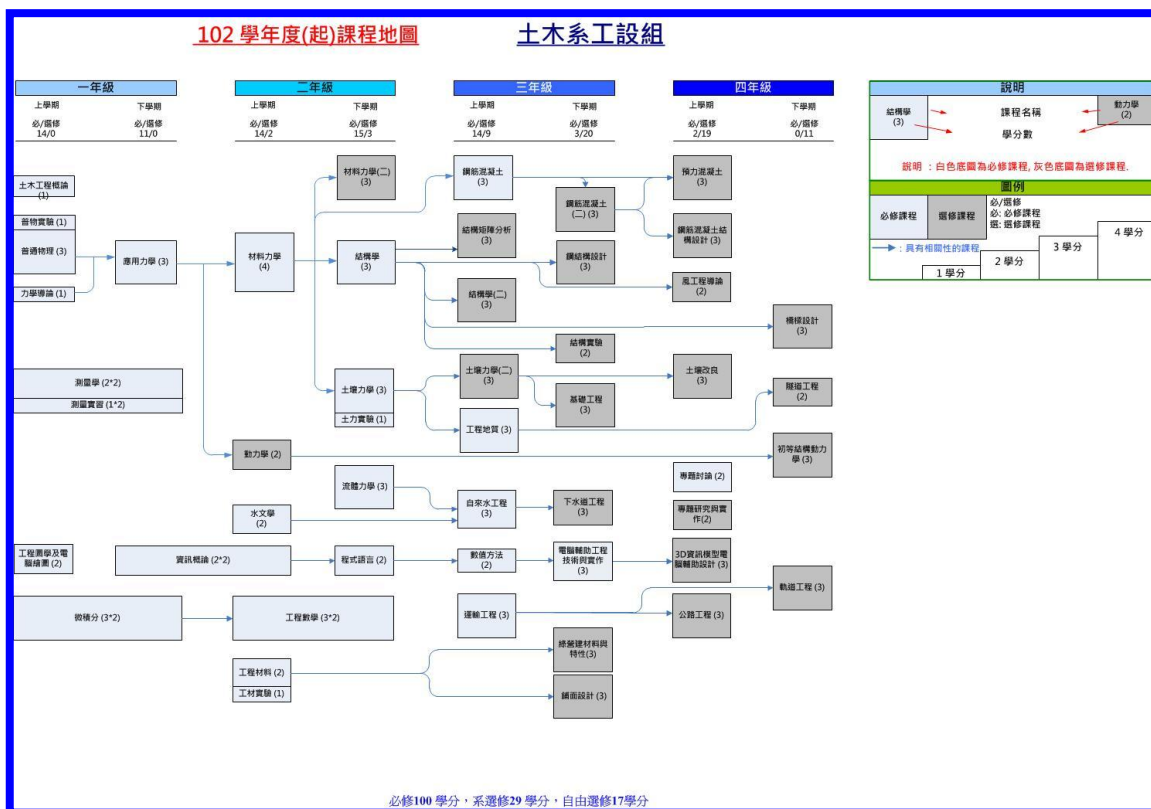 102 學年度(起)課程地圖
土木系工設組
一年級
二年級
三年級
四年級
上學期
下學期
上學期
下學期
上學期
下學期
上學期
下學期
必/選修
14/0
必/選修
11/0
必/選修
14/2
必/選修
15/3
必/選修
14/9
必/選修
3/20
必/選修
2/19
必/選修
0/11
土木工程概論
(1)
普物實驗 (1)
普通物理 (3)
力學導論 (1)
應用力學 (3)
測量學 (2*2)
測量實習 (1*2)
工程圖學及電
腦繪圖 (2)
資訊概論 (2*2)
微積分 (3*2)
材料力學
(4)
動力學 (2)
水文學
(2)
工程數學 (3*2)
工程材料 (2)
工材實驗 (1)
材料力學(二)
(3)
結構學
(3)
土壤力學 (3)
土力實驗 (1)
流體力學 (3)
程式語言 (2)
鋼筋混凝土
(3)
結構矩陣分析
(3)
結構學(二)
(3)
土壤力學(二)
(3)
工程地質 (3)
自來水工程
(3)
數值方法
(2)
運輸工程 (3)
鋼筋混凝土
(二) (3)
鋼結構設計
(3)
結構實驗
(2)
基礎工程
(3)
下水道工程
(3)
電腦輔助工程
技術與實作
(3)
綠營建材料與
特性(3)
鋪面設計 (3)
預力混凝土
(3)
鋼筋混凝土結
構設計 (3)
風工程導論
(2)
土壤改良
(3)
專題討論 (2)
專題研究與實
作(2)
3D資訊模型電
腦輔助設計 (3)
公路工程 (3)
橋樑設計
(3)
隧道工程
(2)
初等結構動力
學 (3)
軌道工程 (3)
說明
結構學
(3)
課程名稱
學分數
動力學
(2)
說明 : 白色底圖為必修課程, 灰色底圖為選修課程.
圖例
必修課程
選修課程
必/選修
必: 必修課程
選: 選修課程
: 具有相關性的課程
1 學分
2 學分
3 學分
4 學分
必修100 學分，系選修29 學分，自由選修17學分